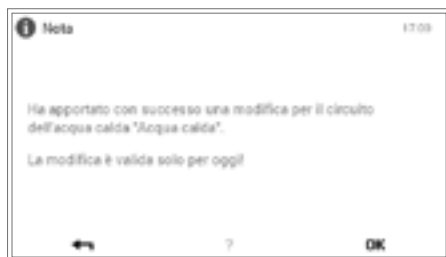 Nota
17:09
Ha apportato con successo una modifica per il circuito
dell'acqua calda "Acqua calda".
La modifica è valida solo per oggi!
?
OK